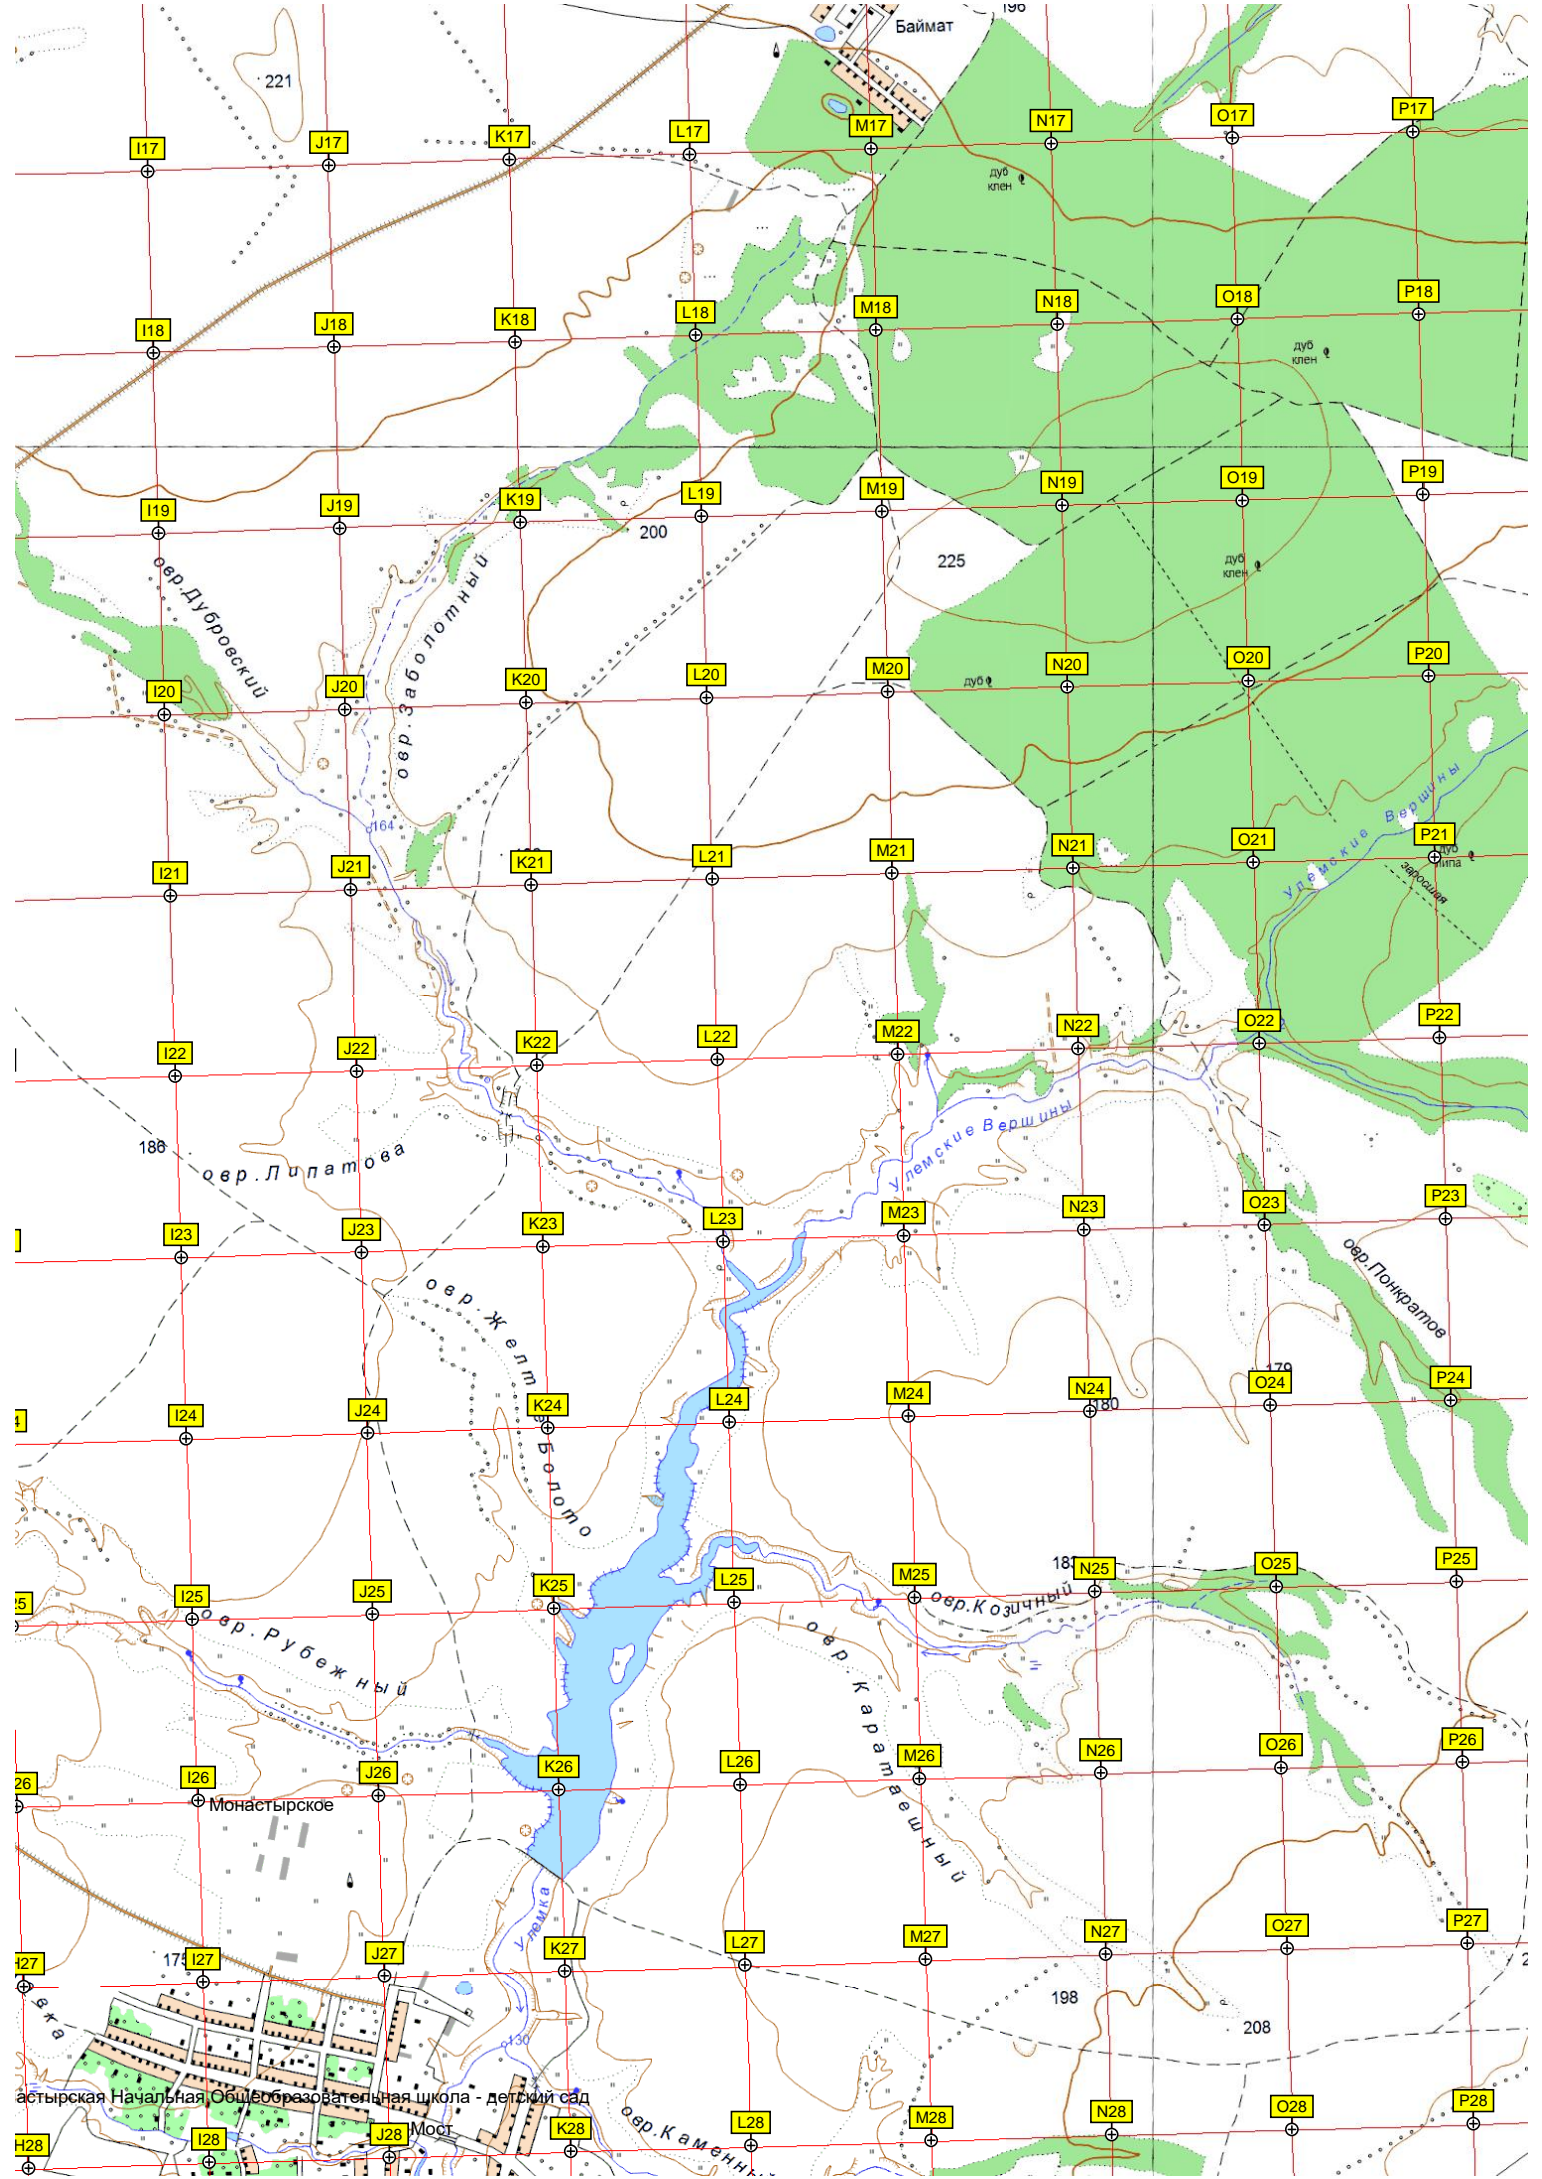 196
Баймат
221
I17 J17 K17 L17 M17 N17 O17 P17
дуб
клен
I18 J18 K18 L18 M18 N18 O18 P18
дуб
клен
I19 J19 K19 L19 M19 N19 O19 P19
200
225
дуб
клен
овр.Дубровский
овр.Заболотный
I20 J20 K20 L20 M20 N20 O20 P20
дуб
164
Улемские Вершины
I21 J21 K21 L21 M21 N21 O21 P21
дуб
липа
заросшая
I22 J22 K22 L22 M22 N22 O22 P22
186
овр.Липатова
Улемские Вершины
I23 J23 K23 L23 M23 N23 O23 P23
овр.Понкратов
овр.Желт Болото
179
I24 J24 K24 L24 M24 N24 O24 P24
180
I25 J25 K25 L25 M25 N25 O25 P25
овр.Козичный
овр.Рубежный
овр.Каратаешный
26 I26 J26 K26 L26 M26 N26 O26 P26
Монастырское
Улемка
H27 I27 J27 K27 L27 M27 N27 O27 P27
175
вка
198
208
130
астырская Начальная Общеобразовательная школа - детский сад
Мост
овр.Каменный
H28 I28 J28 K28 L28 M28 N28 O28 P28